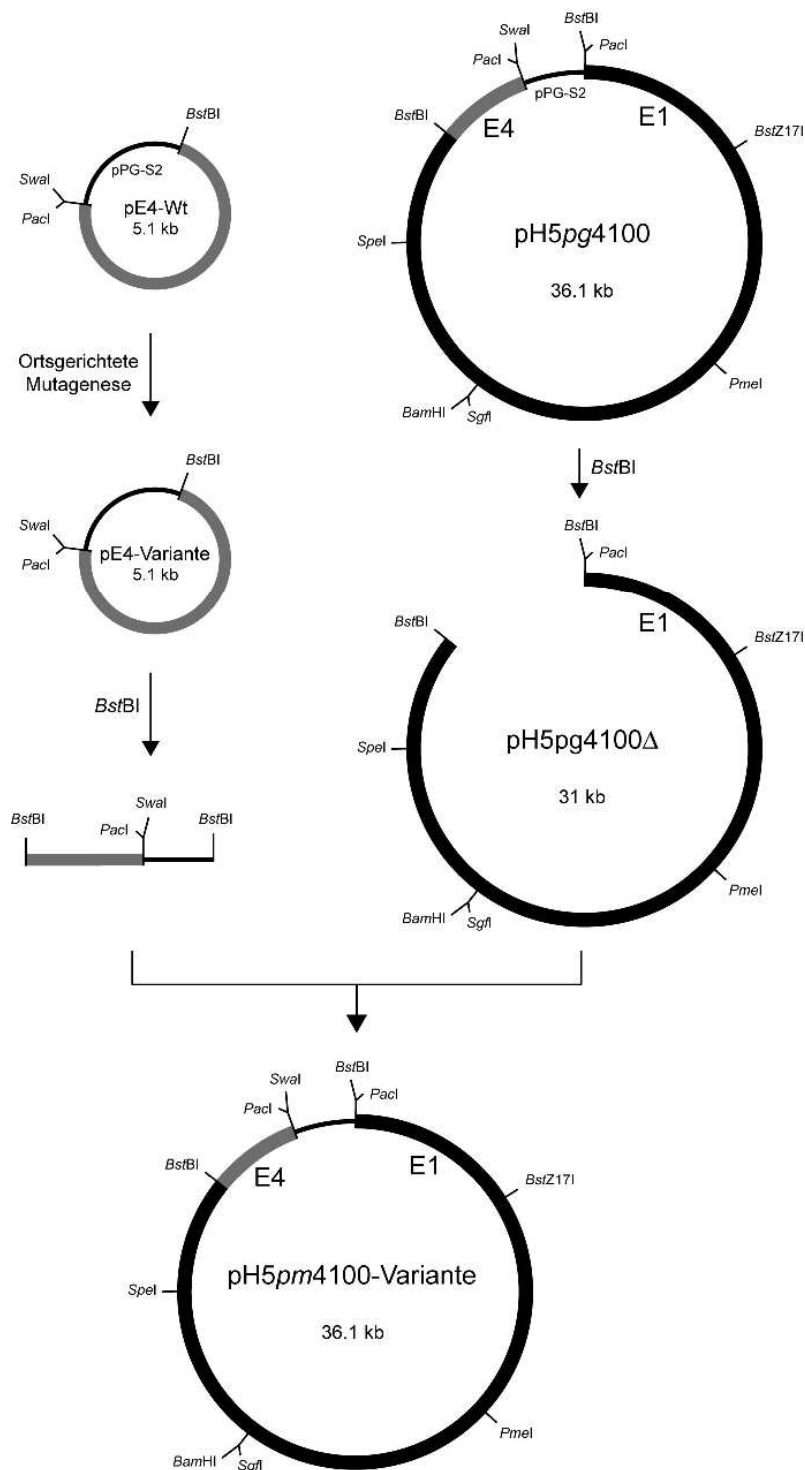 BstBI
pPG-S2
SwaI
PacI
pE4-Wt
5.1 kb
Ortsgerichtete
Mutagenese
BstBI
SwaI
PacI
pE4-Variante
5.1 kb
BstBI
SwaI
BstBI
PacI
BstBI
BstBI
SwaI
PacI
PacI
pPG-S2
BstBI
E4
E1
BstZ17I
SpeI
pH5pg4100
36.1 kb
PmeI
BamHI
SgfI
BstBI
BstBI
PacI
BstBI
E1
BstZ17I
SpeI
pH5pg4100Δ
31 kb
PmeI
BamHI
SgfI
BstBI
SwaI
PacI
PacI
BstBI
E4
E1
BstZ17I
SpeI
pH5pm4100-Variante
36.1 kb
PmeI
BamHI
SgfI